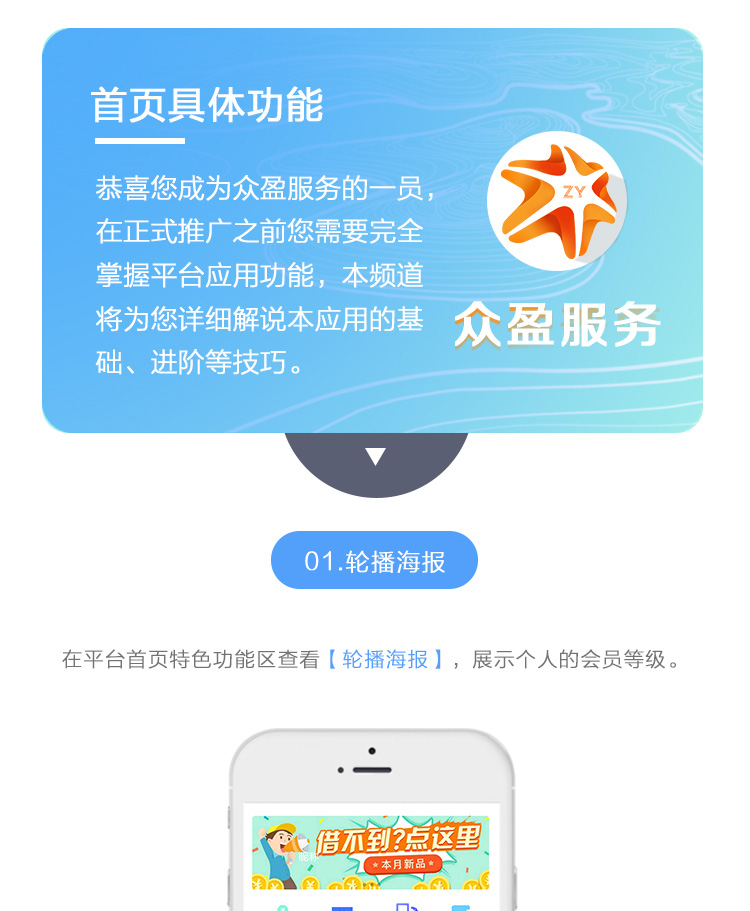 首页具体功能
恭喜您成为众盈服务的一员，
在正式推广之前您需要完全
掌握平台应用功能，本频道
将为您详细解说本应用的基
础、进阶等技巧。
ZY
众盈服务
01.轮播海报
在平台首页特色功能区查看【轮播海报】，展示个人的会员等级。
借不到?点这里
本月新品